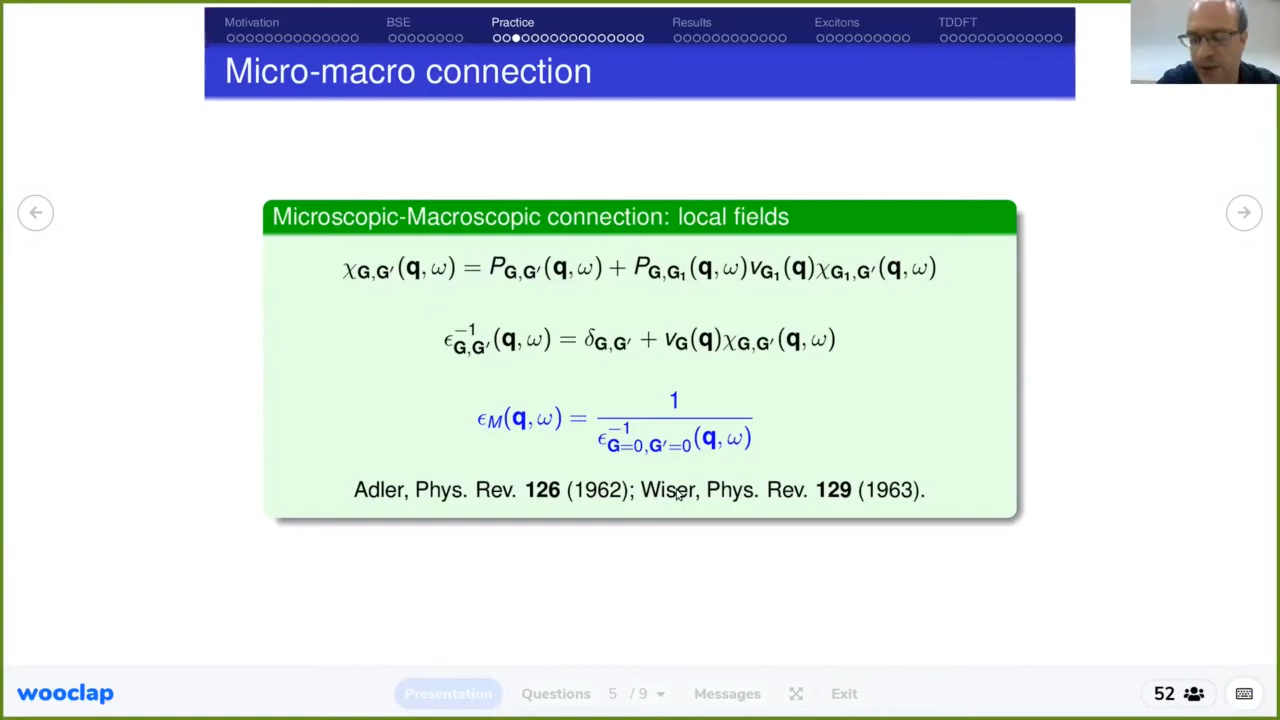 Motivation BSE Practice Results Excitons TDDFT
Micro-macro connection
Microscopic-Macroscopic connection: local fields
χG,G′(q, ω) = PG,G′(q, ω) + PG,G1(q, ω)vG1(q)χG1,G′(q, ω)
ϵ−1G,G′(q, ω) = δG,G′ + vG(q)χG,G′(q, ω)
ϵM(q, ω) = 1 / ϵ−1G=0,G′=0(q, ω)
Adler, Phys. Rev. 126 (1962); Wiser, Phys. Rev. 129 (1963).
wooclap Presentation Questions 5 / 9 Messages Exit 52